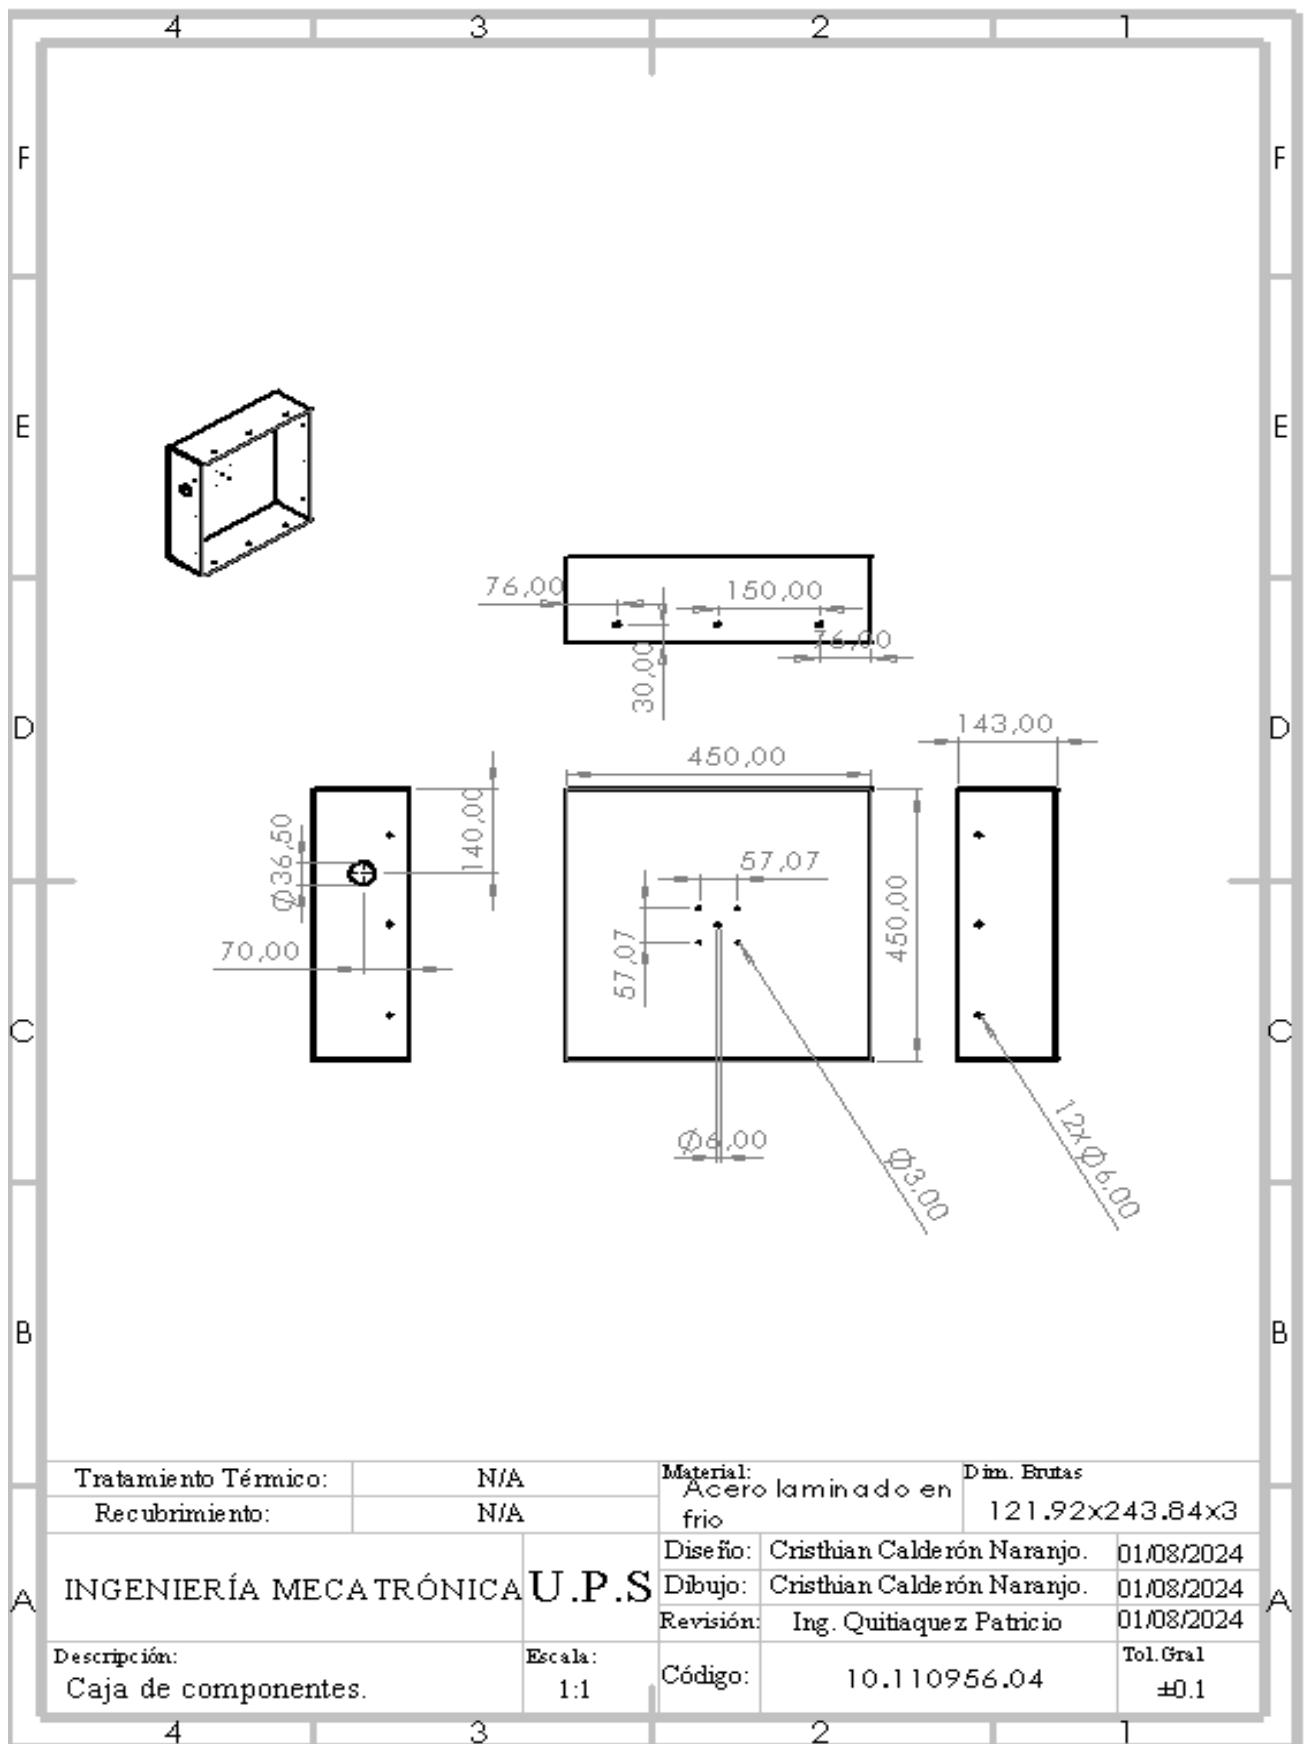 4 3 2 1
F F
E E
76,00 150,00
76,00
30,00
D D
143,00
450,00
140,00
Ø36,50
57,07
450,00
57,07
70,00
C C
Ø6,00
Ø3,00
12xØ6,00
B B
Tratamiento Térmico: N/A
Material: Dim. Brutas
Acero laminado en
frio
121.92x243.84x3
Recubrimiento: N/A
INGENIERÍA MECATRÓNICA U.P.S
Diseño: Cristhian Calderón Naranjo. 01/08/2024
Dibujo: Cristhian Calderón Naranjo. 01/08/2024
Revisión: Ing. Quitiaquez Patricio 01/08/2024
A A
Descripción: Escala: Tol.Gral
Caja de componentes. 1:1 Código: 10.110956.04 ±0.1
4 3 2 1